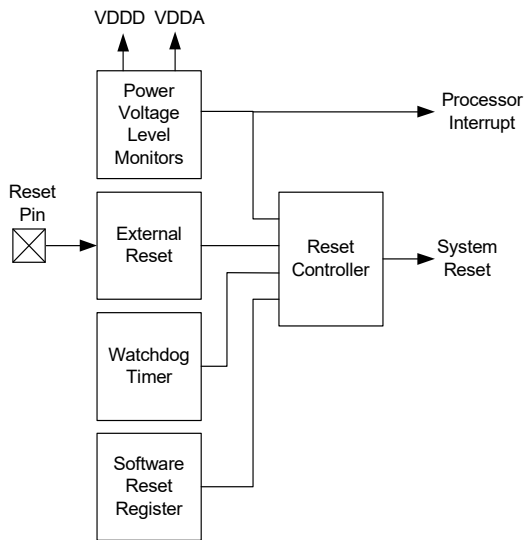 VDDD VDDA
Power
Voltage
Level
Monitors
Processor
Interrupt
Reset
Pin
External
Reset
Reset
Controller
System
Reset
Watchdog
Timer
Software
Reset
Register